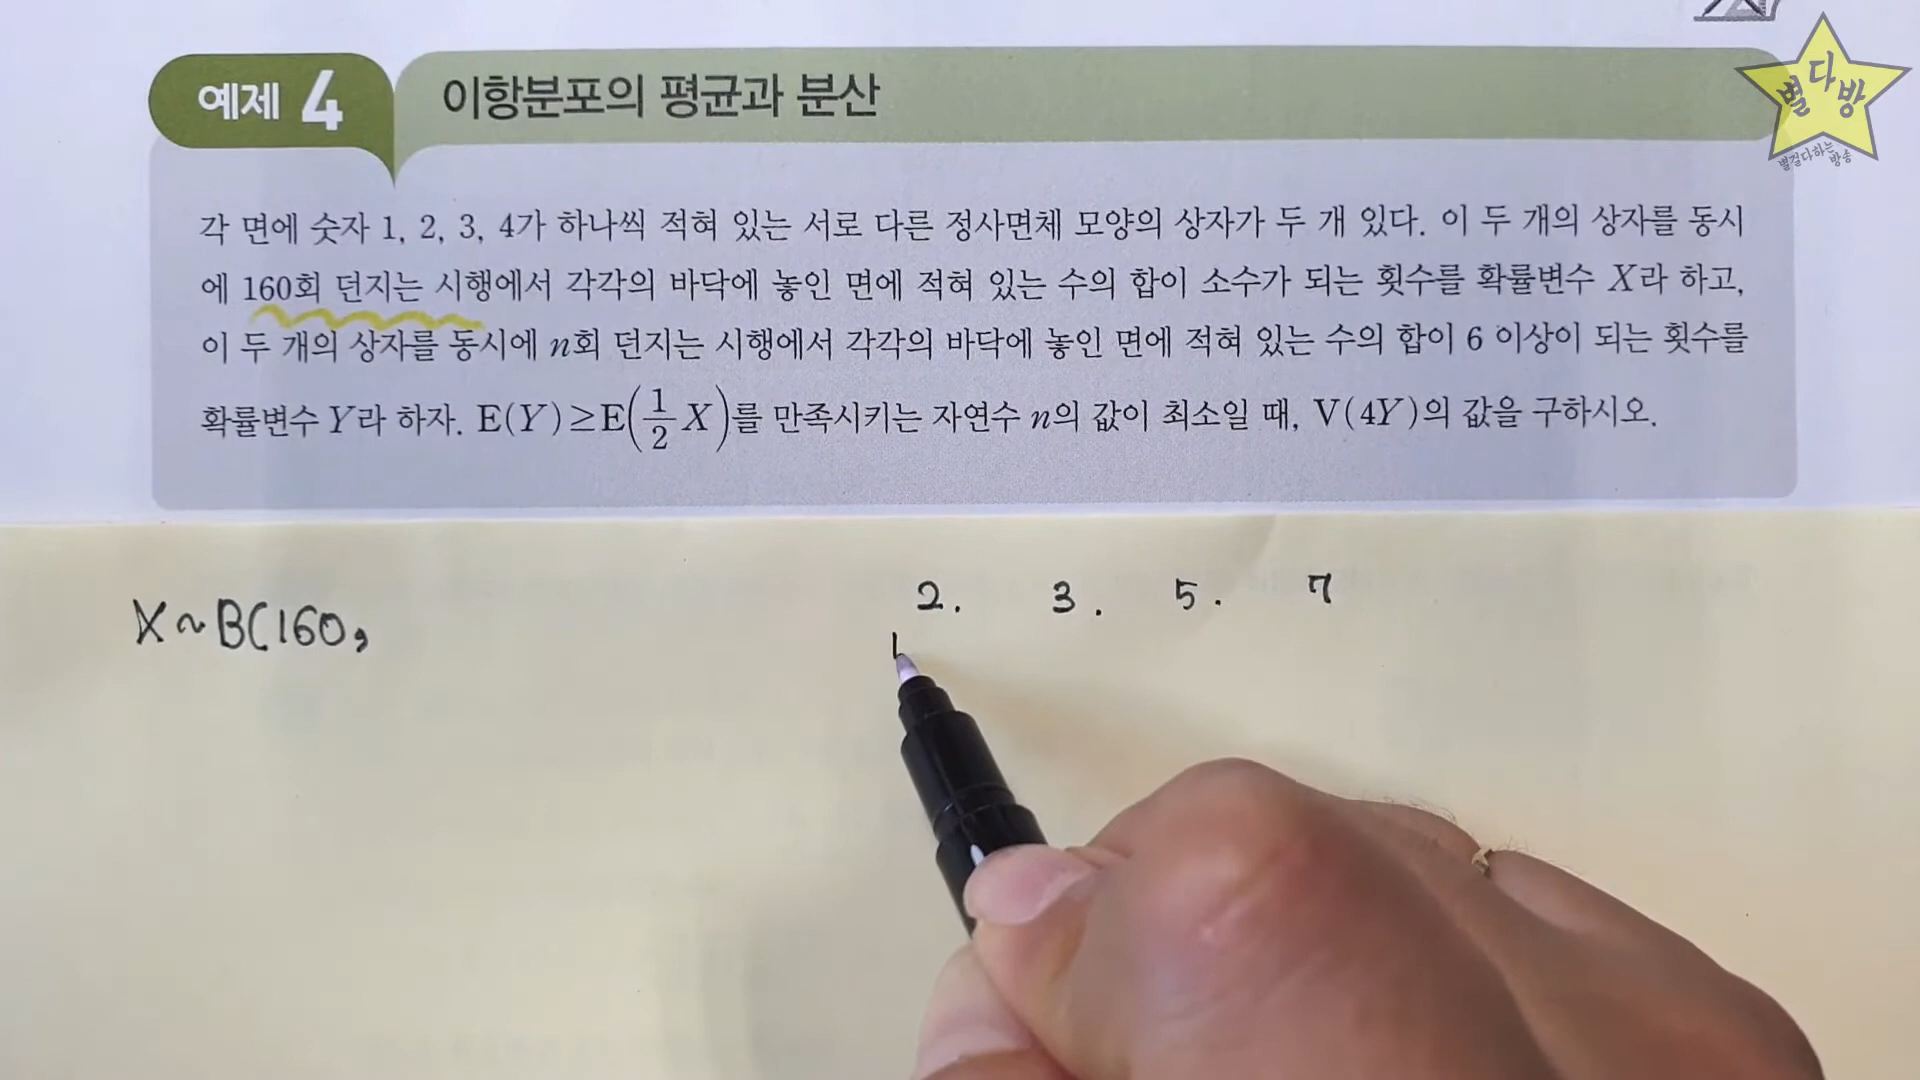 예제 4 이항분포의 평균과 분산
별다방
별걸다하는방송
각 면에 숫자 1, 2, 3, 4가 하나씩 적혀 있는 서로 다른 정사면체 모양의 상자가 두 개 있다. 이 두 개의 상자를 동시
에 160회 던지는 시행에서 각각의 바닥에 놓인 면에 적혀 있는 수의 합이 소수가 되는 횟수를 확률변수 X라 하고,
이 두 개의 상자를 동시에 n회 던지는 시행에서 각각의 바닥에 놓인 면에 적혀 있는 수의 합이 6 이상이 되는 횟수를
확률변수 Y라 하자. E(Y)≥E(1/2 X)를 만족시키는 자연수 n의 값이 최소일 때, V(4Y)의 값을 구하시오.
2. 3. 5. 7
X~B(160,